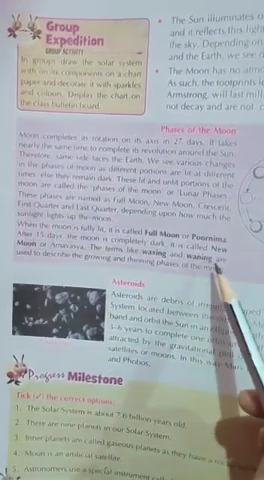 Group
Expedition
GROUP ACTIVITY
In groups draw the solar system
with all its components on a chart
paper and decorate it with sparkles
and colours. Display the chart on
the class bulletin board.
The Sun illuminates
and it reflects this light
the sky. Depending on
and the Earth, we see
The Moon has no
As such, the footprints
Armstrong, will last mill
not decay and are not
Phases of the Moon
Moon completes its rotation on its axis in 27 days. It takes
nearly the same time to complete its revolution around the Sun.
Therefore same side faces the Earth. We see various changes
in the phases of moon as different portions are lit at different
times else they remain dark. These lit and unlit portions of the
moon are called the 'phases of the moon' or Lunar Phases.
These phases are named as Full Moon, New Moon, Crescent,
First Quarter and Last Quarter, depending upon how much the
sunlight lights up the moon.
When the moon is fully lit, it is called Full Moon or Poornima.
After 15 days, the moon is completely dark, it is called New
Moon or Amavasya. The terms like waxing and waning are
used to describe the growing and thinning phases of the
Asteroids
Asteroids are debris of
System located between the
hand and orbit the Sun in an
3-6 years to complete one
attracted by the gravitational pull
satellites or moons. In this way
and Phobos.
Progress Milestone
Tick (✓) the correct options:
1. The Solar System is about 7.6 billion years old.
2. There are nine planets in our Solar System.
3. Inner planets are called gaseous planets as they have a
4. Moon is an artificial satellite.
5. Astronomers use a special instrument